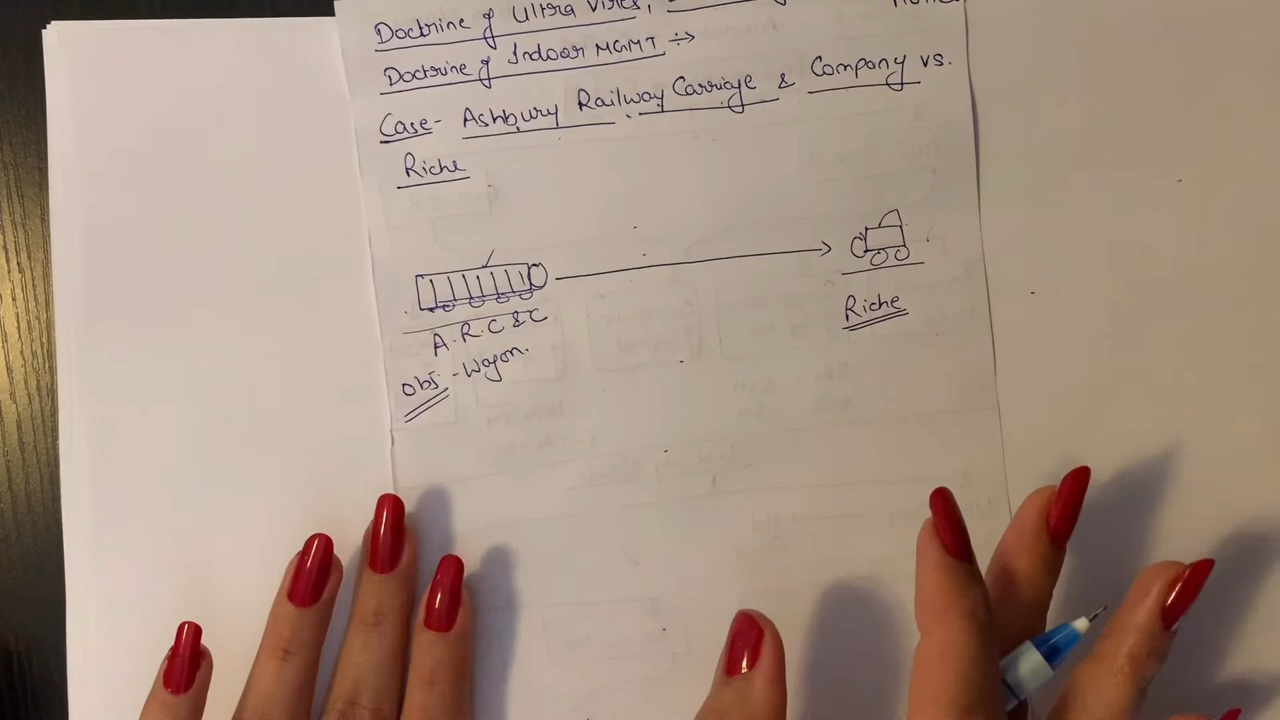 Doctrine of Ultra Vires,
Doctrine of Indoor MGMT ÷→
Case- Ashbury Railway Carriage & Company vs.
Riche
A.R.C & C
Riche
Obj. - Wagon.